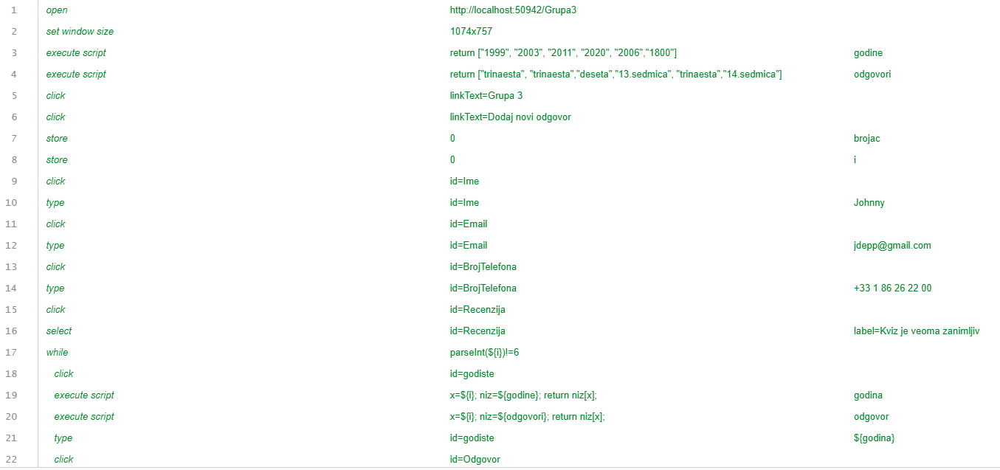 1 open http://localhost:50942/Grupa3
2 set window size 1074x757
3 execute script return ["1999", "2003", "2011", "2020", "2006","1800"] godine
4 execute script return ["trinaesta", "trinaesta","deseta","13.sedmica", "trinaesta","14.sedmica"] odgovori
5 click linkText=Grupa 3
6 click linkText=Dodaj novi odgovor
7 store 0 brojac
8 store 0 i
9 click id=Ime
10 type id=Ime Johnny
11 click id=Email
12 type id=Email jdepp@gmail.com
13 click id=BrojTelefona
14 type id=BrojTelefona +33 1 86 26 22 00
15 click id=Recenzija
16 select id=Recenzija label=Kviz je veoma zanimljiv
17 while parseInt(${i})!=6
18 click id=godiste
19 execute script x=${i}; niz=${godine}; return niz[x]; godina
20 execute script x=${i}; niz=${odgovori}; return niz[x]; odgovor
21 type id=godiste ${godina}
22 click id=Odgovor